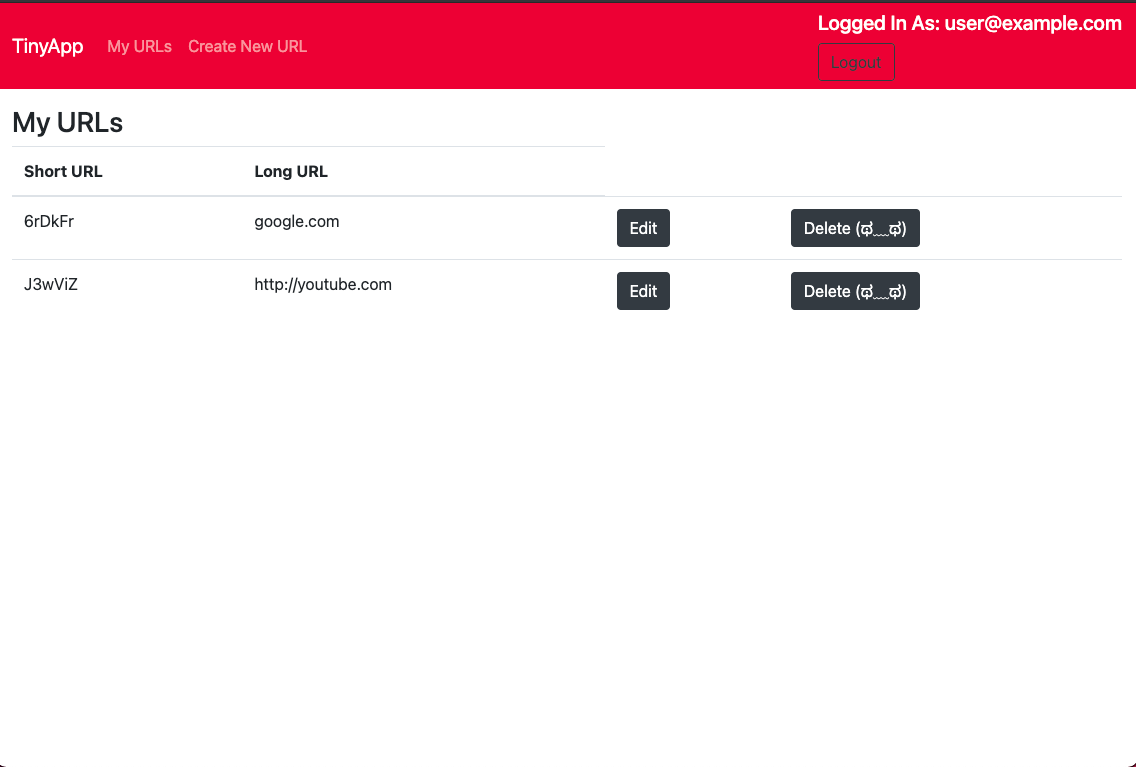 Logged In As: user@example.com
TinyApp My URLs Create New URL
Logout
My URLs
Short URL Long URL
6rDkFr google.com Edit Delete (ಥ﹏ಥ)
J3wViZ http://youtube.com Edit Delete (ಥ﹏ಥ)